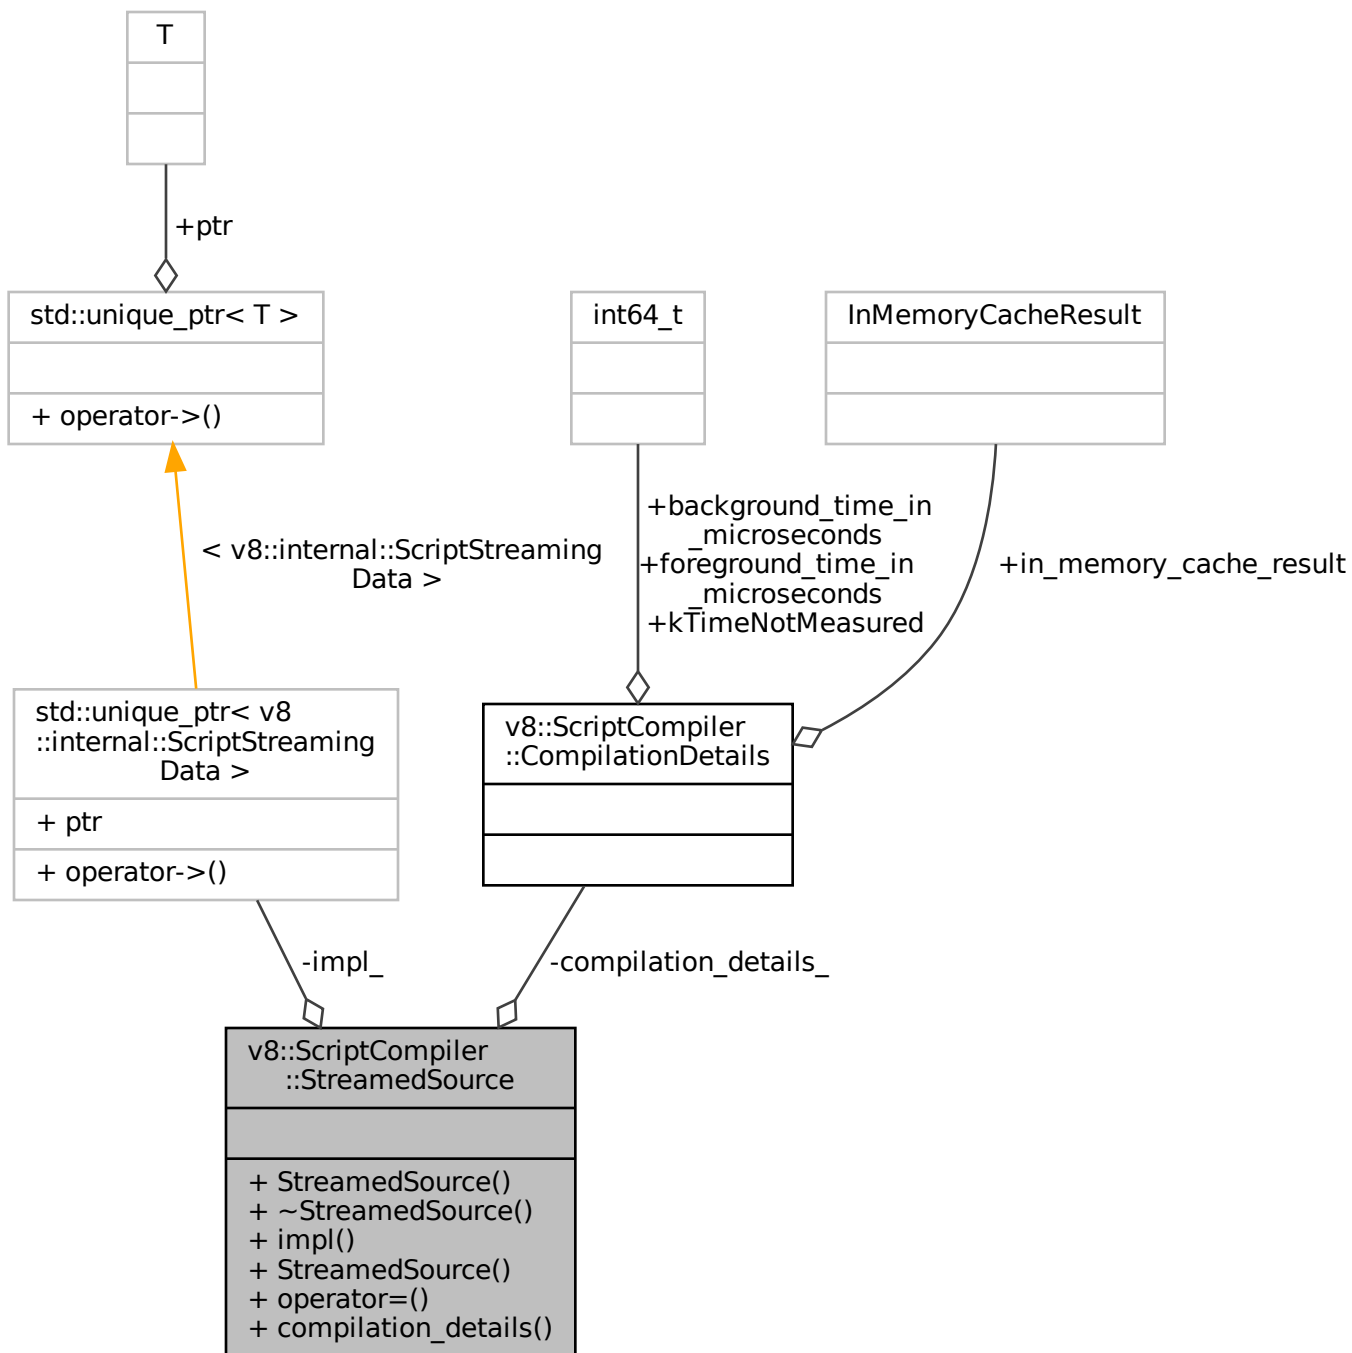 T
+ptr
std::unique_ptr< T >
+ operator->()
int64_t
InMemoryCacheResult
+background_time_in
_microseconds
+foreground_time_in
_microseconds
+kTimeNotMeasured
+in_memory_cache_result
< v8::internal::ScriptStreaming
Data >
std::unique_ptr< v8
::internal::ScriptStreaming
Data >
+ ptr
+ operator->()
v8::ScriptCompiler
::CompilationDetails
-impl_
-compilation_details_
v8::ScriptCompiler
::StreamedSource
+ StreamedSource()
+ ~StreamedSource()
+ impl()
+ StreamedSource()
+ operator=()
+ compilation_details()